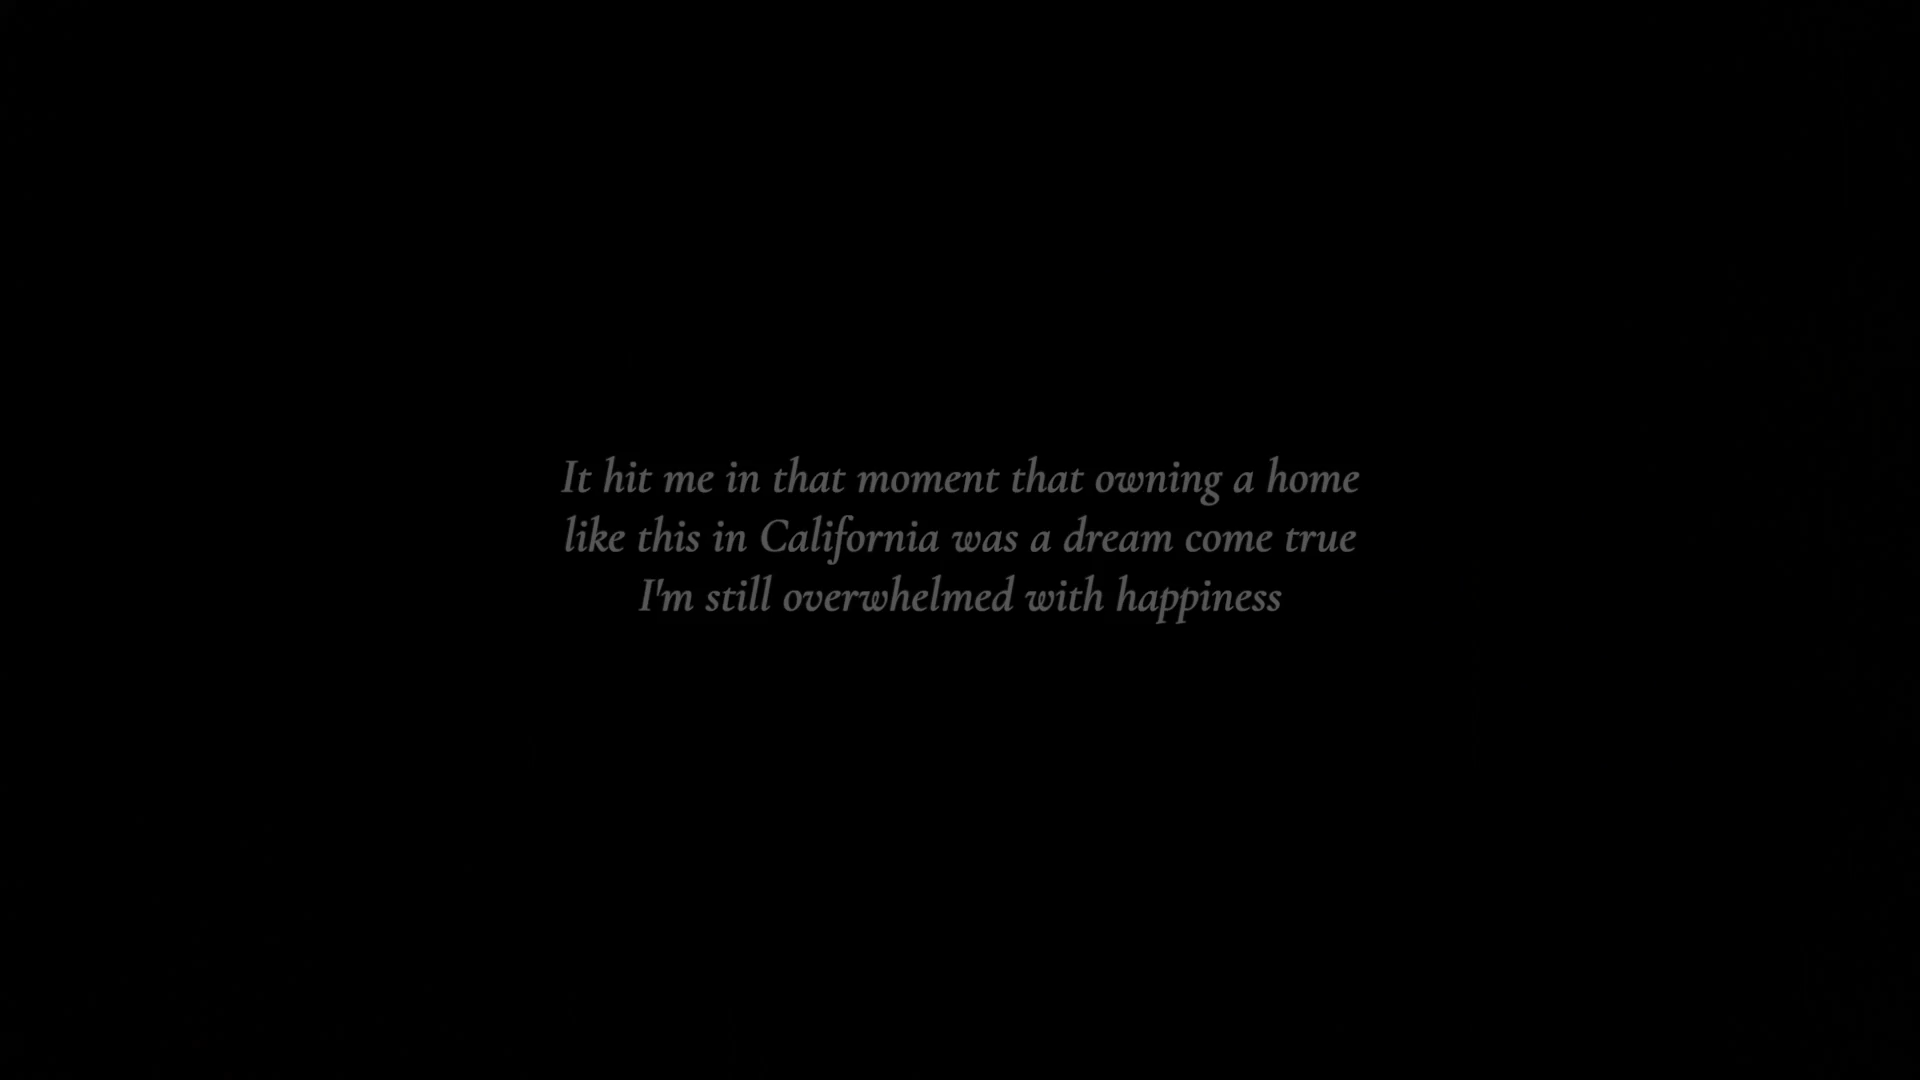 It hit me in that moment that owning a home
like this in California was a dream come true
I'm still overwhelmed with happiness